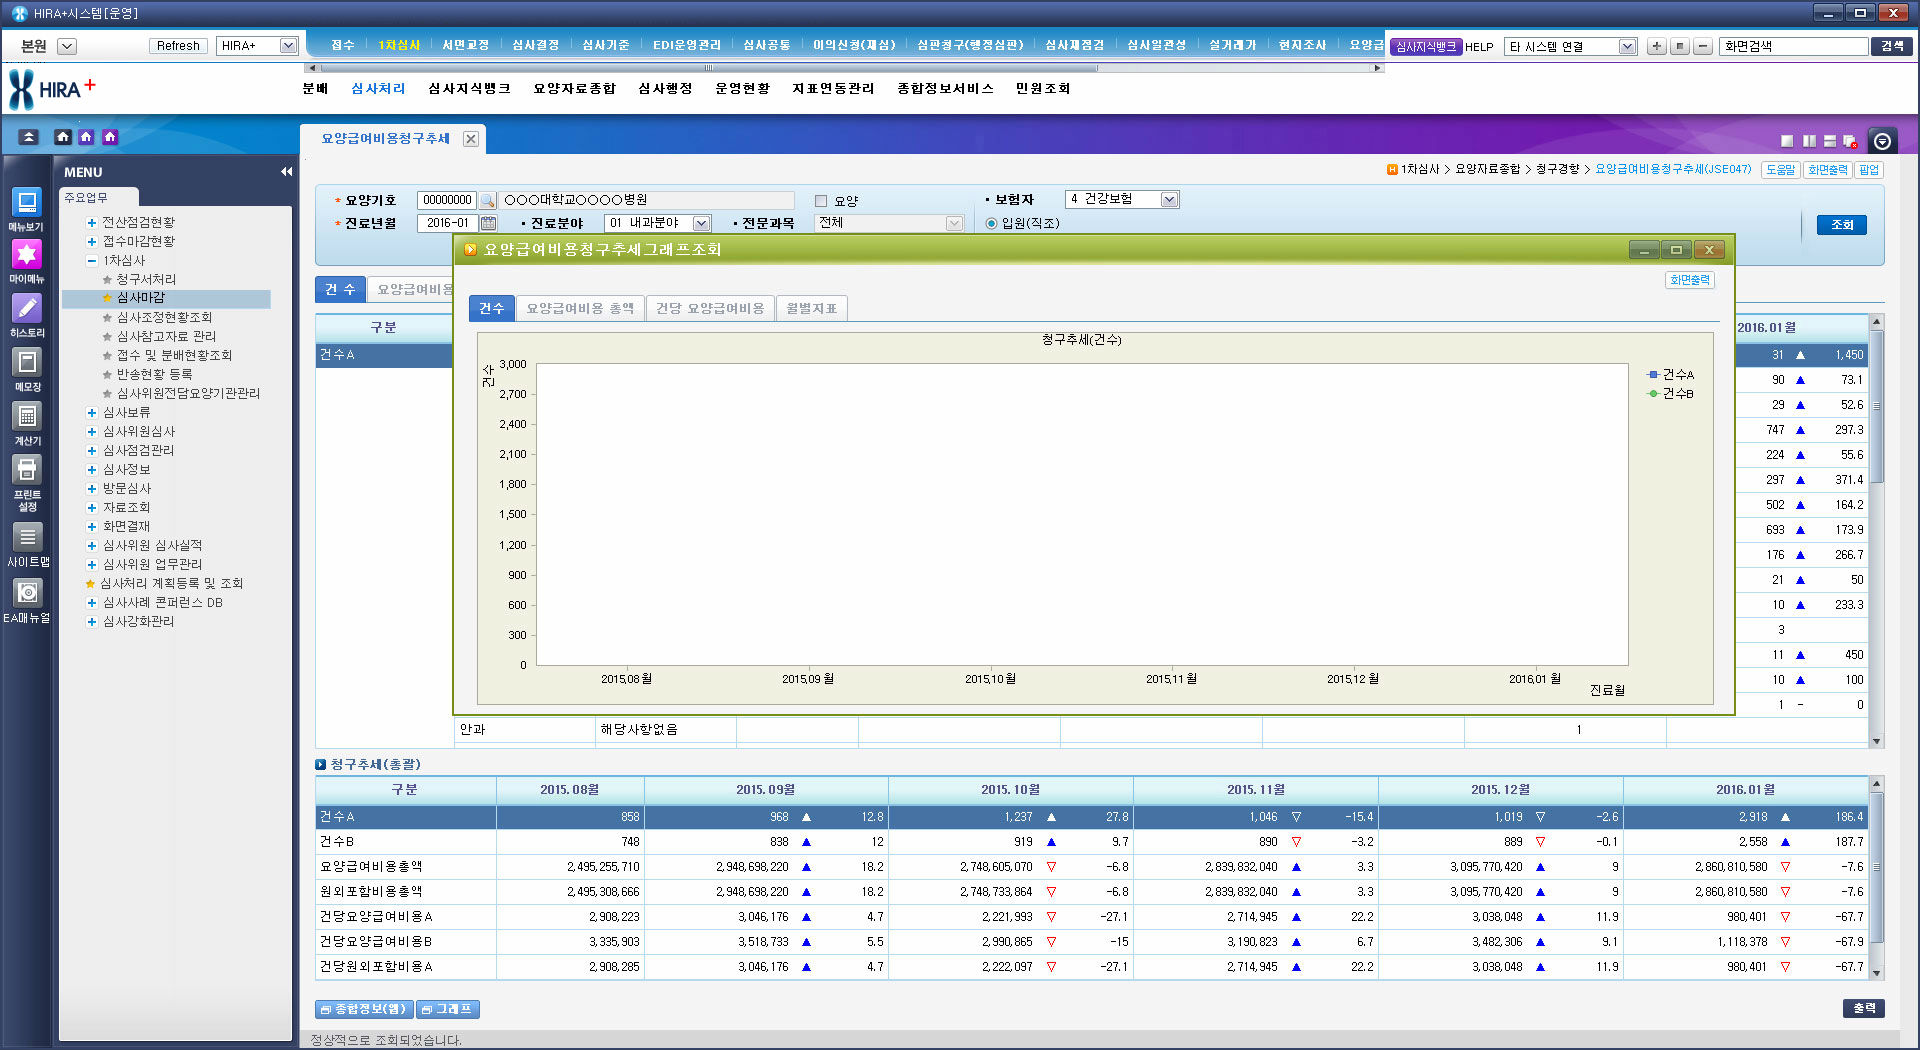 HIRA+시스템[운영]
본원 Refresh HIRA+ 접수 1차심사 서면교정 심사결정 심사기준 EDI운영관리 심사공통 이의신청(재심) 심판청구(행정심판) 심사재점검 심사일관성 실거래가 현지조사 요양급 심사지식뱅크 HELP 타 시스템 연결 화면검색 검색
HIRA+ 분배 심사처리 심사지식뱅크 요양자료종합 심사행정 운영현황 지표연동관리 종합정보서비스 민원조회
요양급여비용청구추세
1차심사 > 요양자료종합 > 청구경향 > 요양급여비용청구추세(JSE047) 도움말 화면출력 팝업
MENU
주요업무
메뉴보기
마이메뉴
히스토리
메모장
계산기
프린트
설정
사이트맵
EA매뉴얼
전산점검현황
접수마감현황
1차심사
청구서처리
심사마감
심사조정현황조회
심사참고자료 관리
접수 및 분배현황조회
반송현황 등록
심사위원전담요양기관관리
심사보류
심사위원심사
심사점검관리
심사정보
방문심사
자료조회
화면결재
심사위원 심사실적
심사위원 업무관리
심사처리 계획등록 및 조회
심사사례 콘퍼런스 DB
심사강화관리
* 요양기호 00000000 ○○○대학교○○○○병원 요양 · 보험자 4 건강보험
* 진료년월 2016-01 · 진료분야 01 내과분야 · 전문과목 전체 입원(직조) 조회
건 수 요양급여비용
구분 2016.01월
건수A 31 ▲ 1,450
90 ▲ 73.1
29 ▲ 52.6
747 ▲ 297.3
224 ▲ 55.6
297 ▲ 371.4
502 ▲ 164.2
693 ▲ 173.9
176 ▲ 266.7
21 ▲ 50
10 ▲ 233.3
3
11 ▲ 450
10 ▲ 100
1 - 0
안과 해당사항없음 1
요양급여비용청구추세그래프조회
화면출력
건수 요양급여비용 총액 건당 요양급여비용 월별지표
청구추세(건수)
건수
3,000
2,700
2,400
2,100
1,800
1,500
1,200
900
600
300
0
2015,08월 2015,09월 2015,10월 2015,11월 2015,12월 2016,01월
진료월
건수A
건수B
청구추세(총괄)
구분 2015.08월 2015.09월 2015.10월 2015.11월 2015.12월 2016.01월
건수A 858 968 ▲ 12.8 1,237 ▲ 27.8 1,046 ▽ -15.4 1,019 ▽ -2.6 2,918 ▲ 186.4
건수B 748 838 ▲ 12 919 ▲ 9.7 890 ▽ -3.2 889 ▽ -0.1 2,558 ▲ 187.7
요양급여비용총액 2,495,255,710 2,948,698,220 ▲ 18.2 2,748,605,070 ▽ -6.8 2,839,832,040 ▲ 3.3 3,095,770,420 ▲ 9 2,860,810,580 ▽ -7.6
원외포함비용총액 2,495,308,666 2,948,698,220 ▲ 18.2 2,748,733,864 ▽ -6.8 2,839,832,040 ▲ 3.3 3,095,770,420 ▲ 9 2,860,810,580 ▽ -7.6
건당요양급여비용A 2,908,223 3,046,176 ▲ 4.7 2,221,993 ▽ -27.1 2,714,945 ▲ 22.2 3,038,048 ▲ 11.9 980,401 ▽ -67.7
건당요양급여비용B 3,335,903 3,518,733 ▲ 5.5 2,990,865 ▽ -15 3,190,823 ▲ 6.7 3,482,306 ▲ 9.1 1,118,378 ▽ -67.9
건당원외포함비용A 2,908,285 3,046,176 ▲ 4.7 2,222,097 ▽ -27.1 2,714,945 ▲ 22.2 3,038,048 ▲ 11.9 980,401 ▽ -67.7
종합정보(웹) 그래프 출력
정상적으로 조회되었습니다.